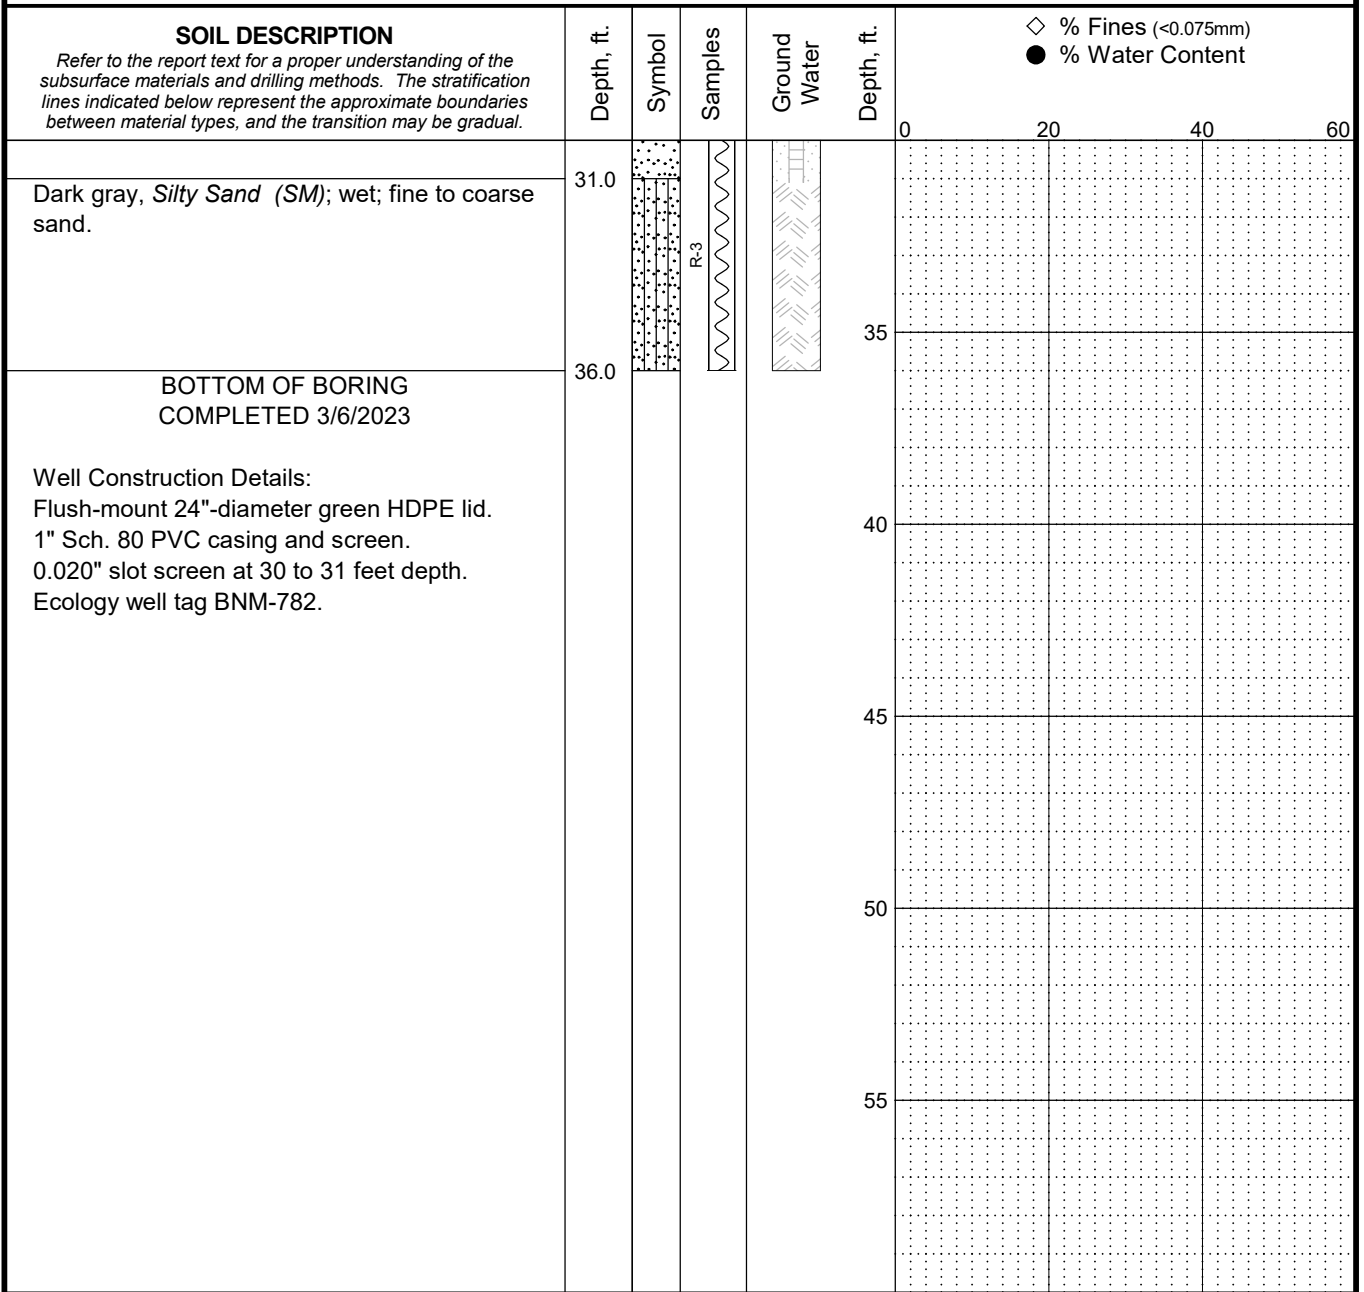 SOIL DESCRIPTION
Refer to the report text for a proper understanding of the
subsurface materials and drilling methods. The stratification
lines indicated below represent the approximate boundaries
between material types, and the transition may be gradual.
Depth, ft.
Symbol
Samples
Ground
Water
Depth, ft.
◇ % Fines (<0.075mm)
● % Water Content
0 20 40 60
31.0
Dark gray, Silty Sand (SM); wet; fine to coarse
sand.
R-3
35
36.0
BOTTOM OF BORING
COMPLETED 3/6/2023
Well Construction Details:
Flush-mount 24"-diameter green HDPE lid.
1" Sch. 80 PVC casing and screen.
0.020" slot screen at 30 to 31 feet depth.
Ecology well tag BNM-782.
40
45
50
55